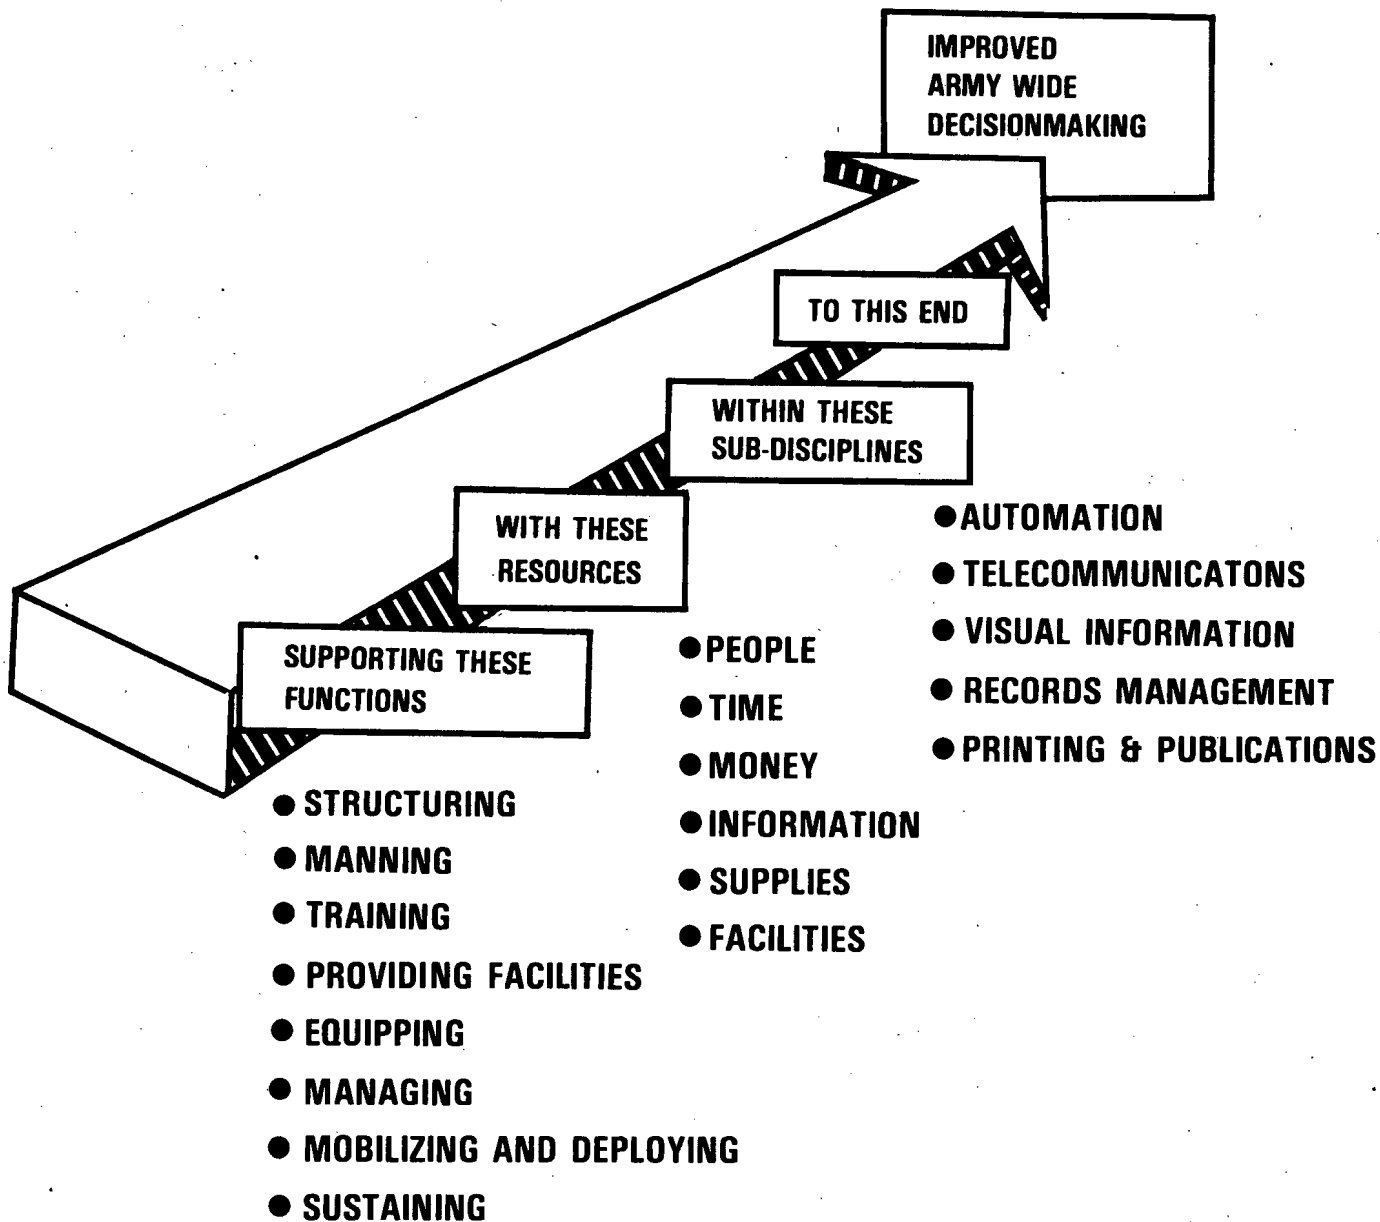 IMPROVED
ARMY WIDE
DECISIONMAKING
TO THIS END
WITHIN THESE
SUB-DISCIPLINES
●AUTOMATION
● TELECOMMUNICATONS
● VISUAL INFORMATION
● RECORDS MANAGEMENT
● PRINTING & PUBLICATIONS
WITH THESE
RESOURCES
●PEOPLE
● TIME
● MONEY
● INFORMATION
● SUPPLIES
● FACILITIES
SUPPORTING THESE
FUNCTIONS
● STRUCTURING
● MANNING
● TRAINING
● PROVIDING FACILITIES
● EQUIPPING
● MANAGING
● MOBILIZING AND DEPLOYING
● SUSTAINING